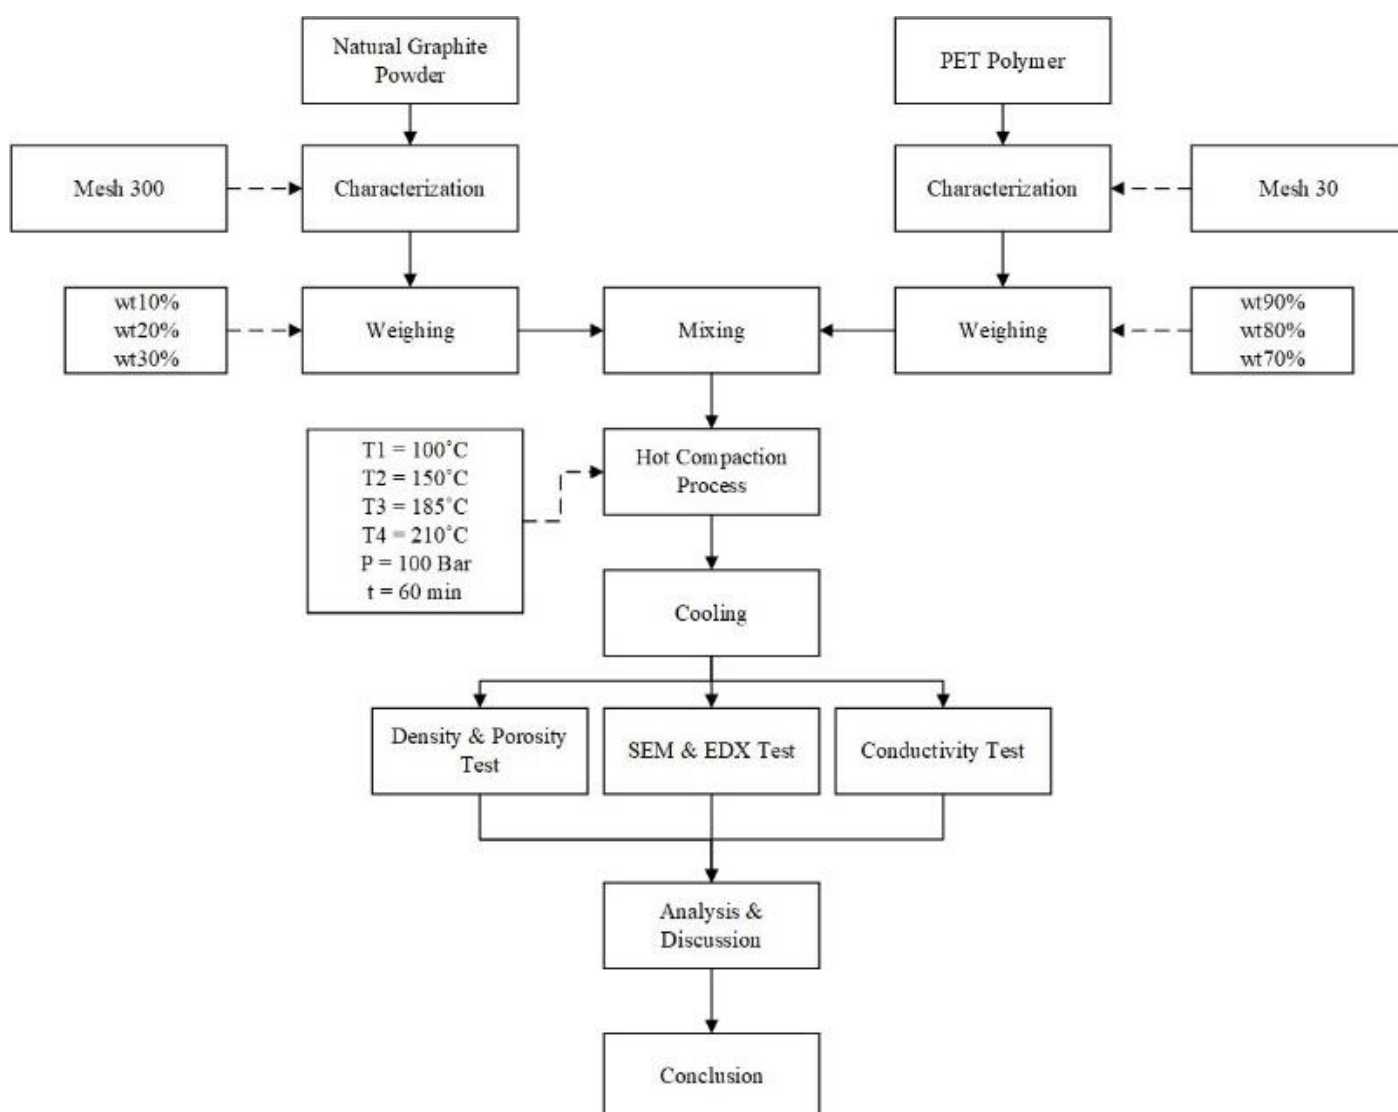 Natural Graphite
Powder
PET Polymer
Mesh 300
Characterization
Characterization
Mesh 30
wt10%
wt20%
wt30%
Weighing
Mixing
Weighing
wt90%
wt80%
wt70%
T1 = 100˚C
T2 = 150˚C
T3 = 185˚C
T4 = 210˚C
P = 100 Bar
t = 60 min
Hot Compaction
Process
Cooling
Density & Porosity
Test
SEM & EDX Test
Conductivity Test
Analysis &
Discussion
Conclusion